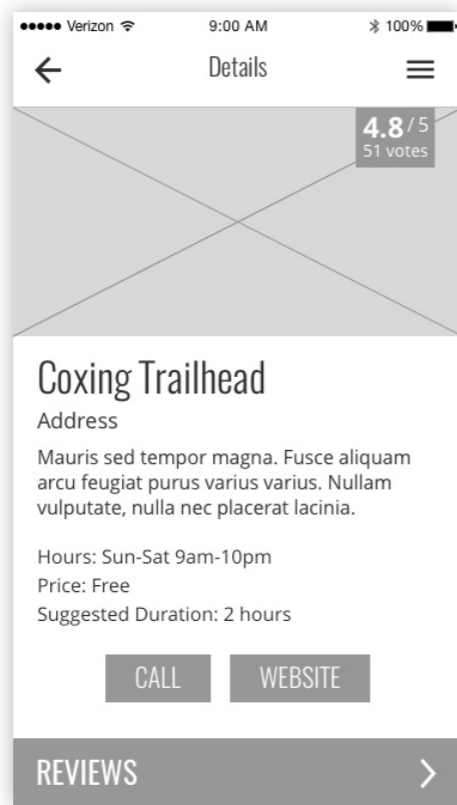 Verizon 9:00 AM 100%
Details
4.8 / 5
51 votes
Coxing Trailhead
Address
Mauris sed tempor magna. Fusce aliquam
arcu feugiat purus varius varius. Nullam
vulputate, nulla nec placerat lacinia.
Hours: Sun-Sat 9am-10pm
Price: Free
Suggested Duration: 2 hours
CALL WEBSITE
REVIEWS